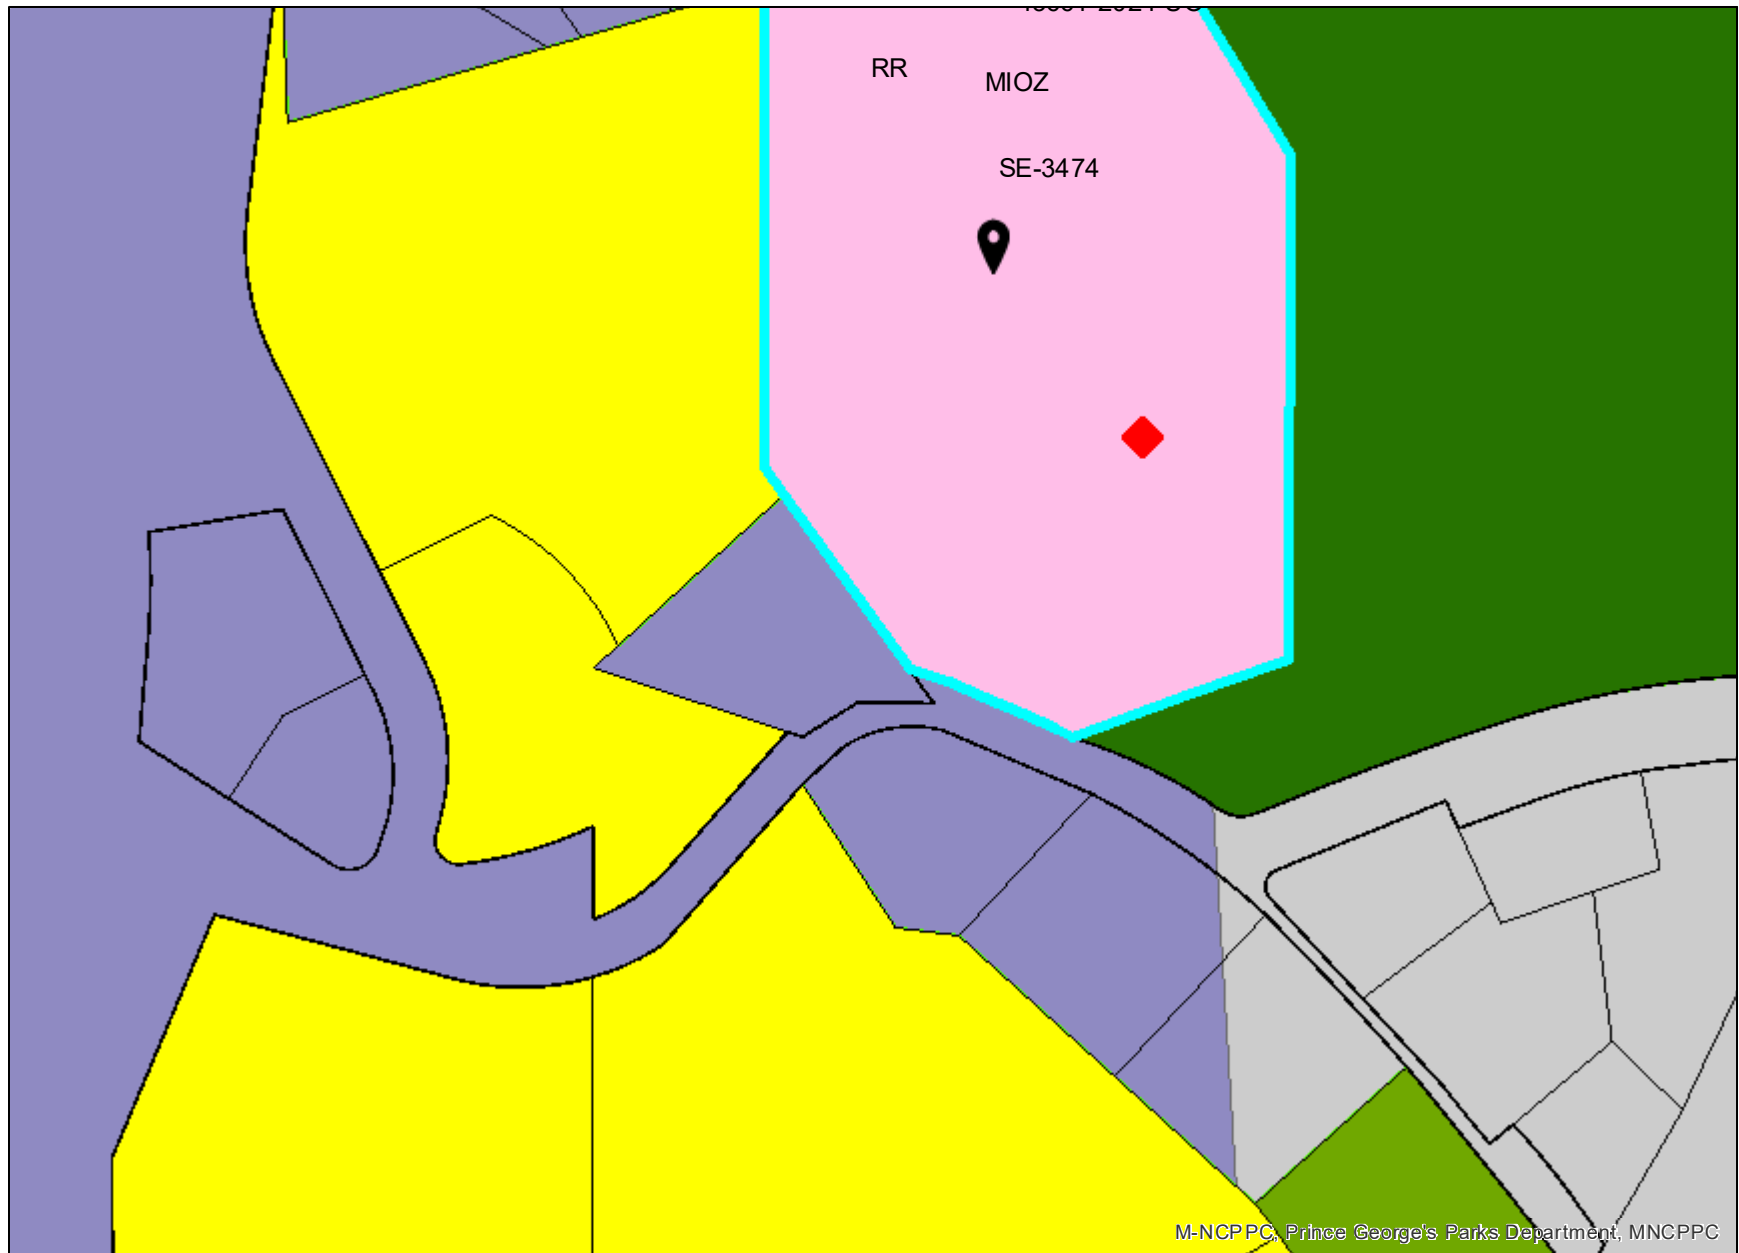 RR
MIOZ
SE-3474
M-NCPPC, Prince George's Parks Department, MNCPPC